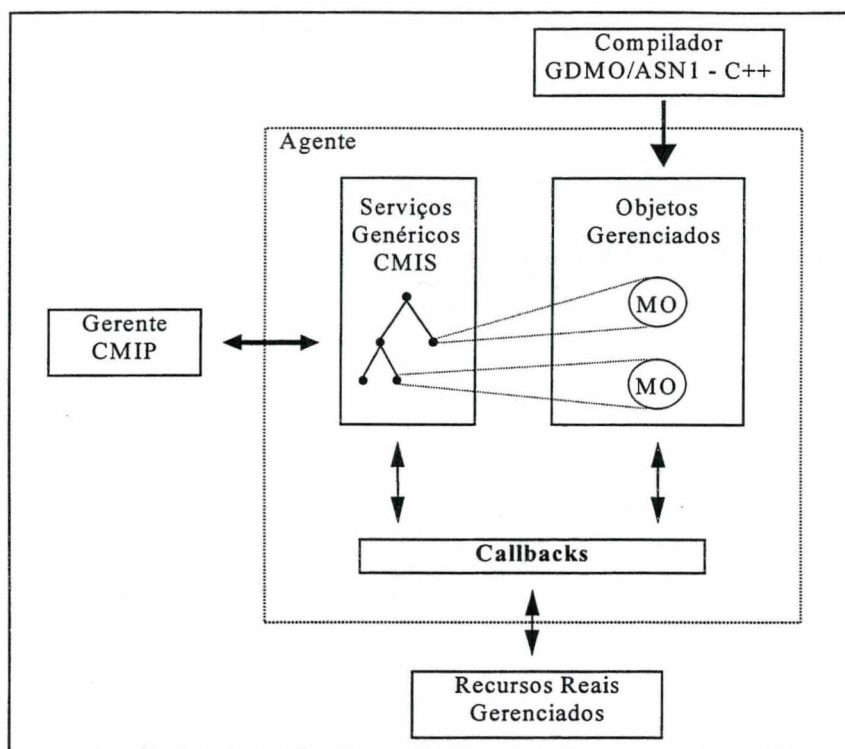 Compilador
GDMO/ASN1 - C++
Agente
Serviços
Genéricos
CMIS
Objetos
Gerenciados
MO
MO
Gerente
CMIP
Callbacks
Recursos Reais
Gerenciados